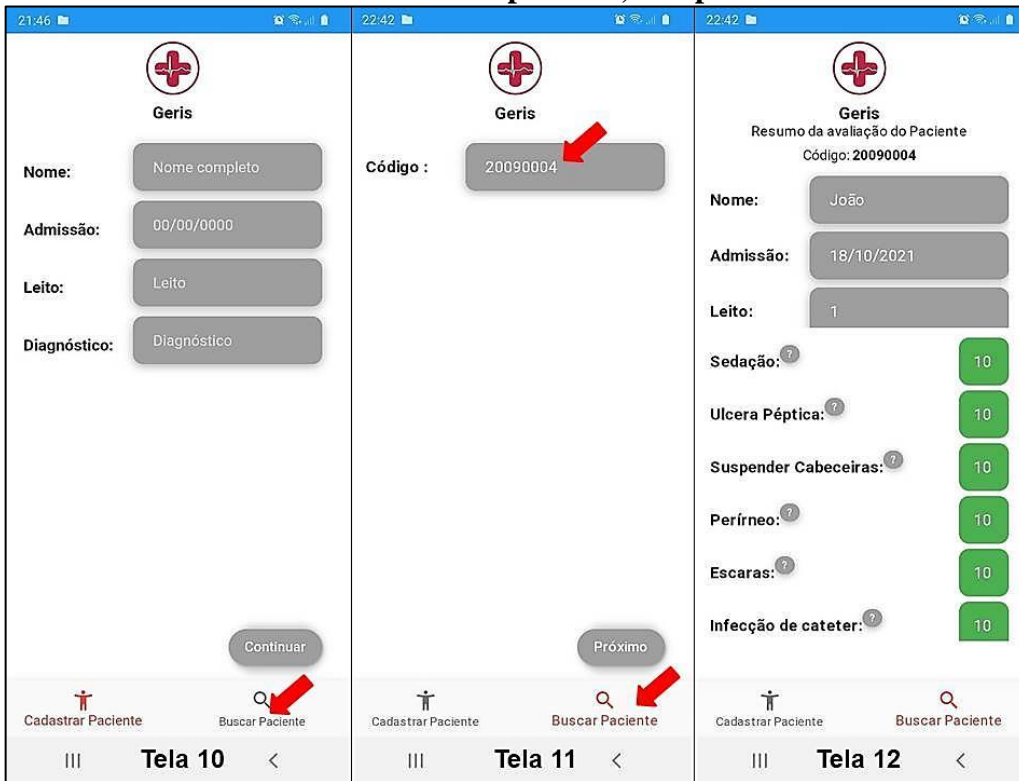 21:46
Geris
Nome:
Nome completo
Admissão:
00/00/0000
Leito:
Leito
Diagnóstico:
Diagnóstico
Continuar
Cadastrar Paciente
Buscar Paciente
Tela 10
22:42
Geris
Código :
20090004
Próximo
Cadastrar Paciente
Buscar Paciente
Tela 11
22:42
Geris
Resumo da avaliação do Paciente
Código: 20090004
Nome:
João
Admissão:
18/10/2021
Leito:
1
Sedação: ?
10
Ulcera Péptica: ?
10
Suspender Cabeceiras: ?
10
Perírneo: ?
10
Escaras: ?
10
Infecção de cateter: ?
10
Cadastrar Paciente
Buscar Paciente
Tela 12